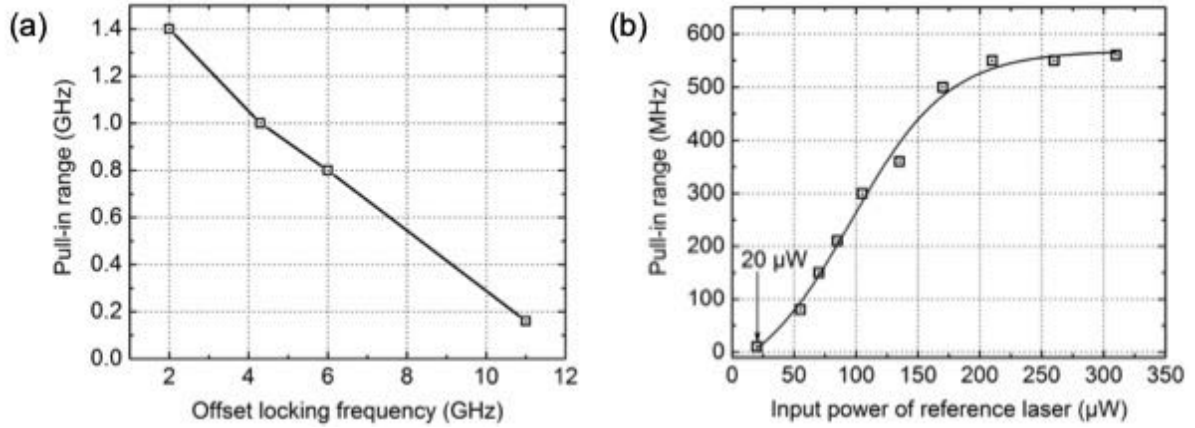 (a)
1.4
1.2
1.0
0.8
0.6
0.4
0.2
0.0
Pull-in range (GHz)
2 4 6 8 10 12
Offset locking frequency (GHz)
(b)
600
500
400
300
200
100
0
Pull-in range (MHz)
20 μW
0 50 100 150 200 250 300 350
Input power of reference laser (μW)